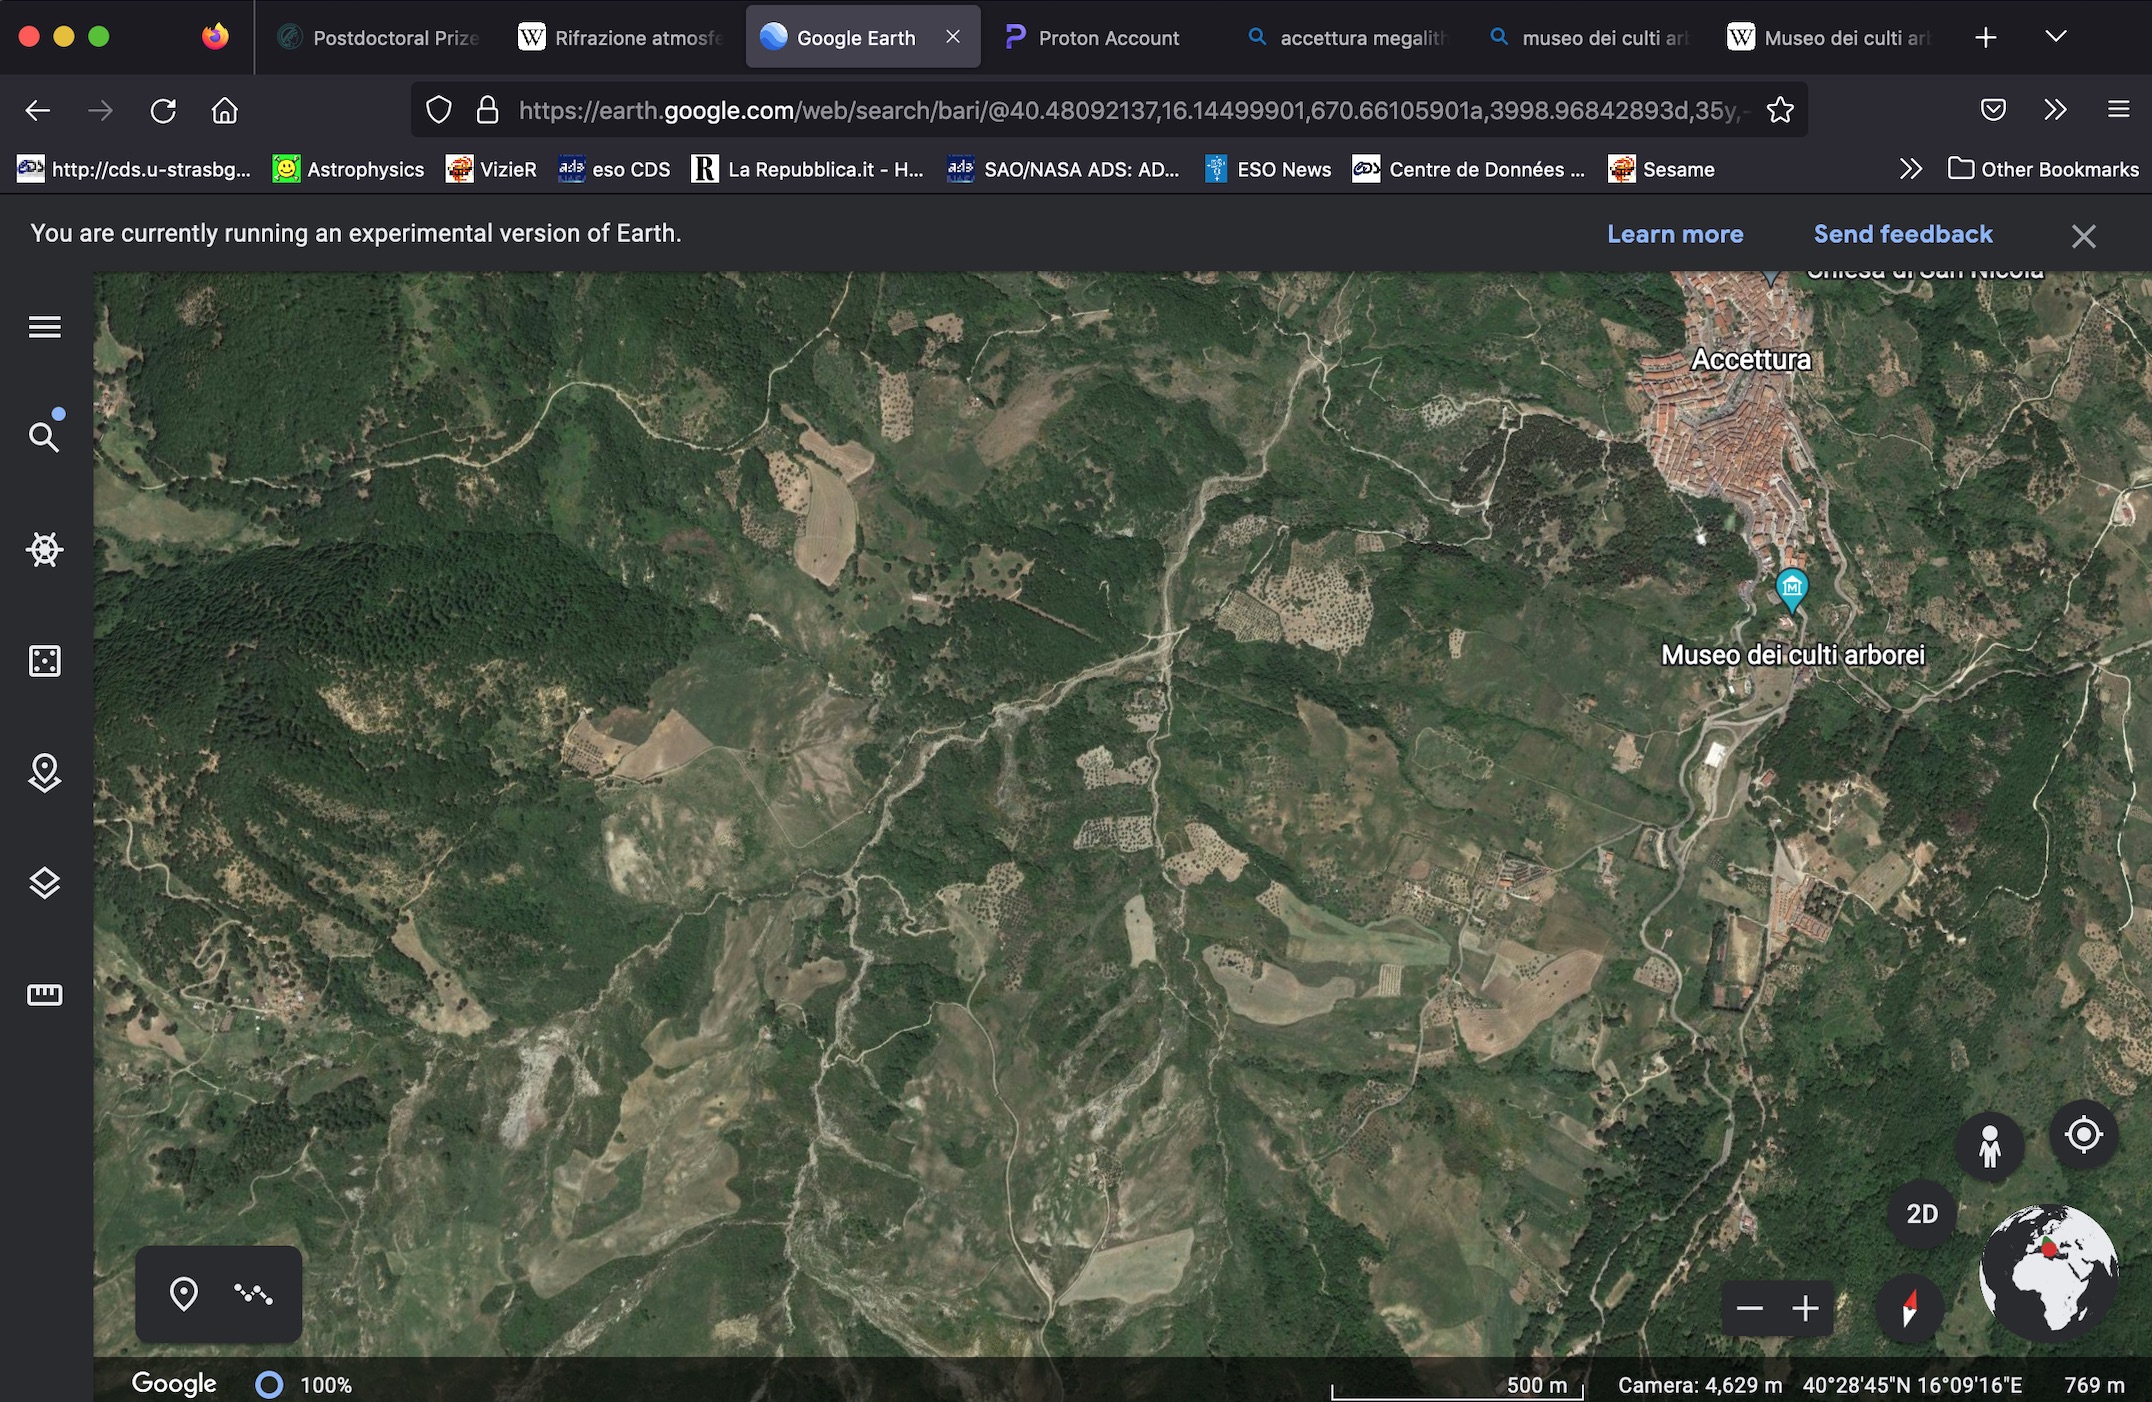 Postdoctoral Prize
Rifrazione atmosfe
Google Earth
Proton Account
accettura megalith
museo dei culti arb
Museo dei culti arb
https://earth.google.com/web/search/bari/@40.48092137,16.14499901,670.66105901a,3998.96842893d,35y,-
http://cds.u-strasbg...
Astrophysics
VizieR
eso CDS
La Repubblica.it - H...
SAO/NASA ADS: AD...
ESO News
Centre de Données ...
Sesame
Other Bookmarks
You are currently running an experimental version of Earth.
Learn more
Send feedback
Chiesa di San Nicola
Accettura
Museo dei culti arborei
2D
Google
100%
500 m
Camera: 4,629 m
40°28'45"N 16°09'16"E
769 m